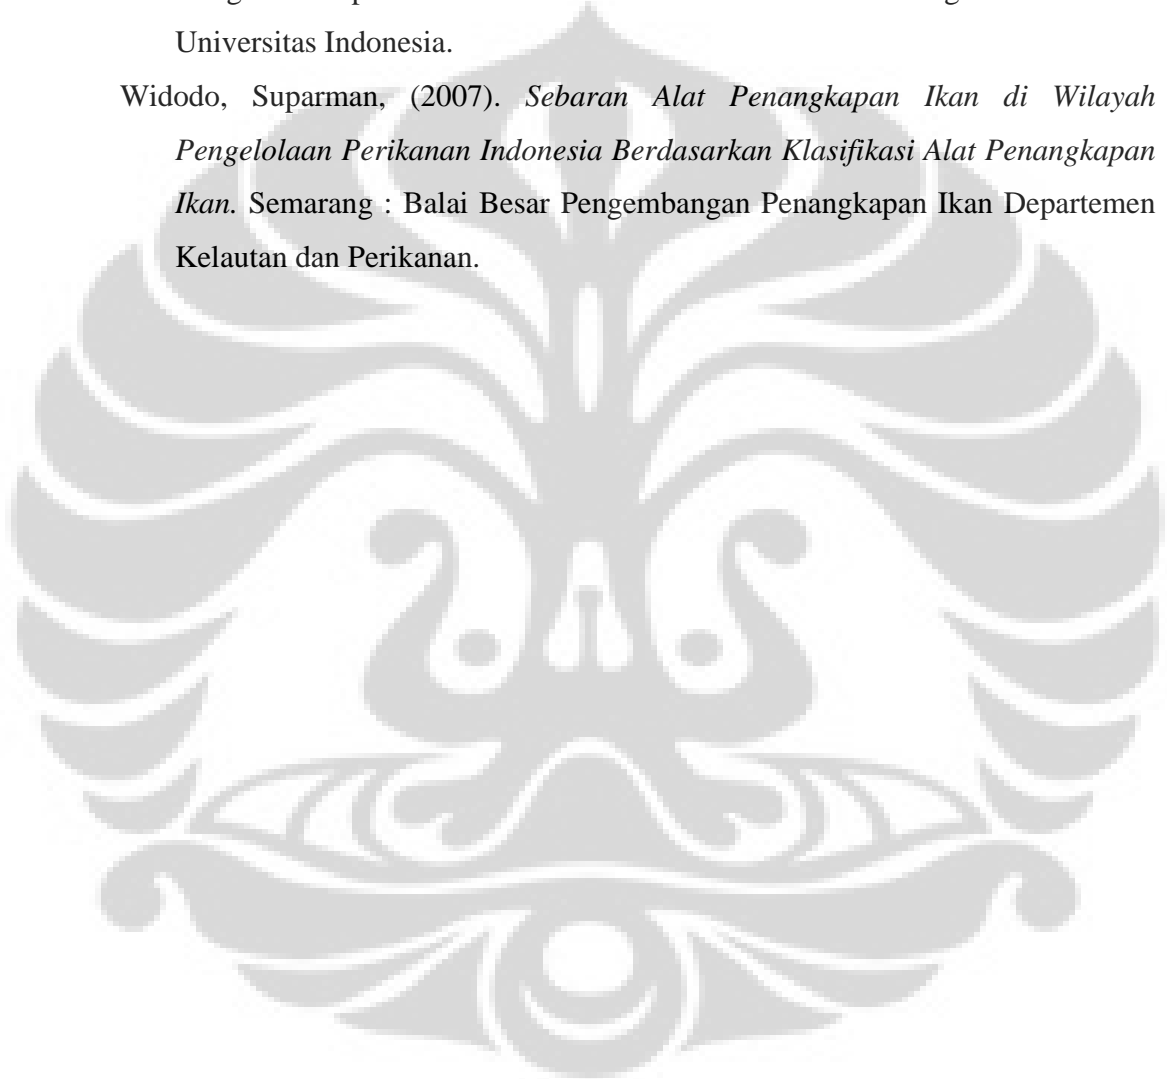 Universitas Indonesia.
Widodo, Suparman, (2007). Sebaran Alat Penangkapan Ikan di Wilayah
Pengelolaan Perikanan Indonesia Berdasarkan Klasifikasi Alat Penangkapan
Ikan. Semarang : Balai Besar Pengembangan Penangkapan Ikan Departemen
Kelautan dan Perikanan.